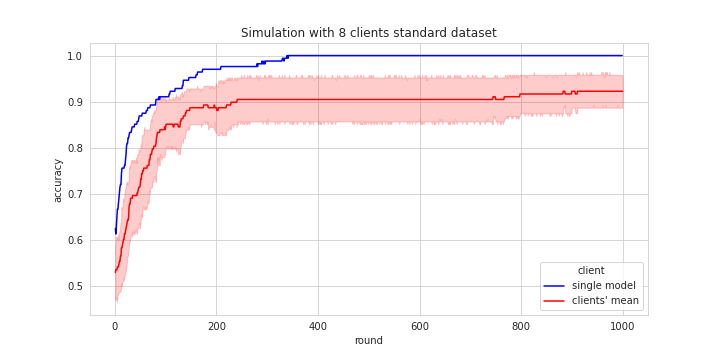 Simulation with 8 clients standard dataset
accuracy
1.0
0.9
0.8
0.7
0.6
0.5
0
200
400
600
800
1000
round
client
single model
clients' mean